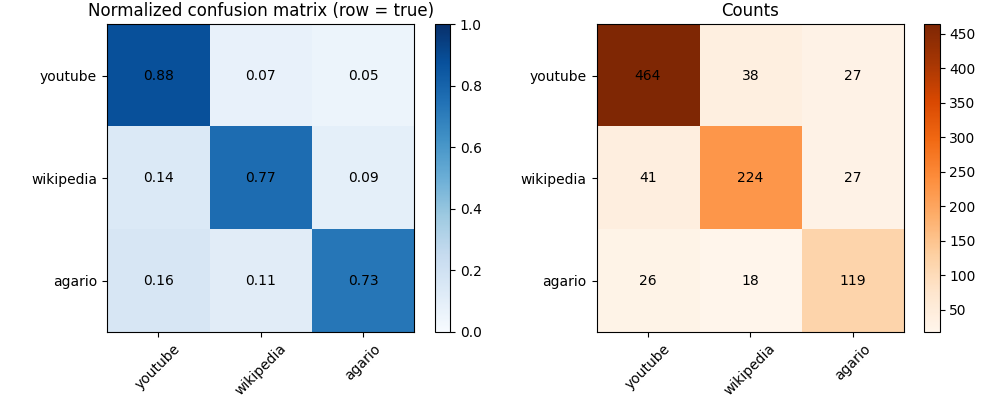 Normalized confusion matrix (row = true)
youtube 0.88 0.07 0.05
wikipedia 0.14 0.77 0.09
agario 0.16 0.11 0.73
youtube wikipedia agario
1.0
0.8
0.6
0.4
0.2
0.0
Counts
youtube 464 38 27
wikipedia 41 224 27
agario 26 18 119
youtube wikipedia agario
450
400
350
300
250
200
150
100
50